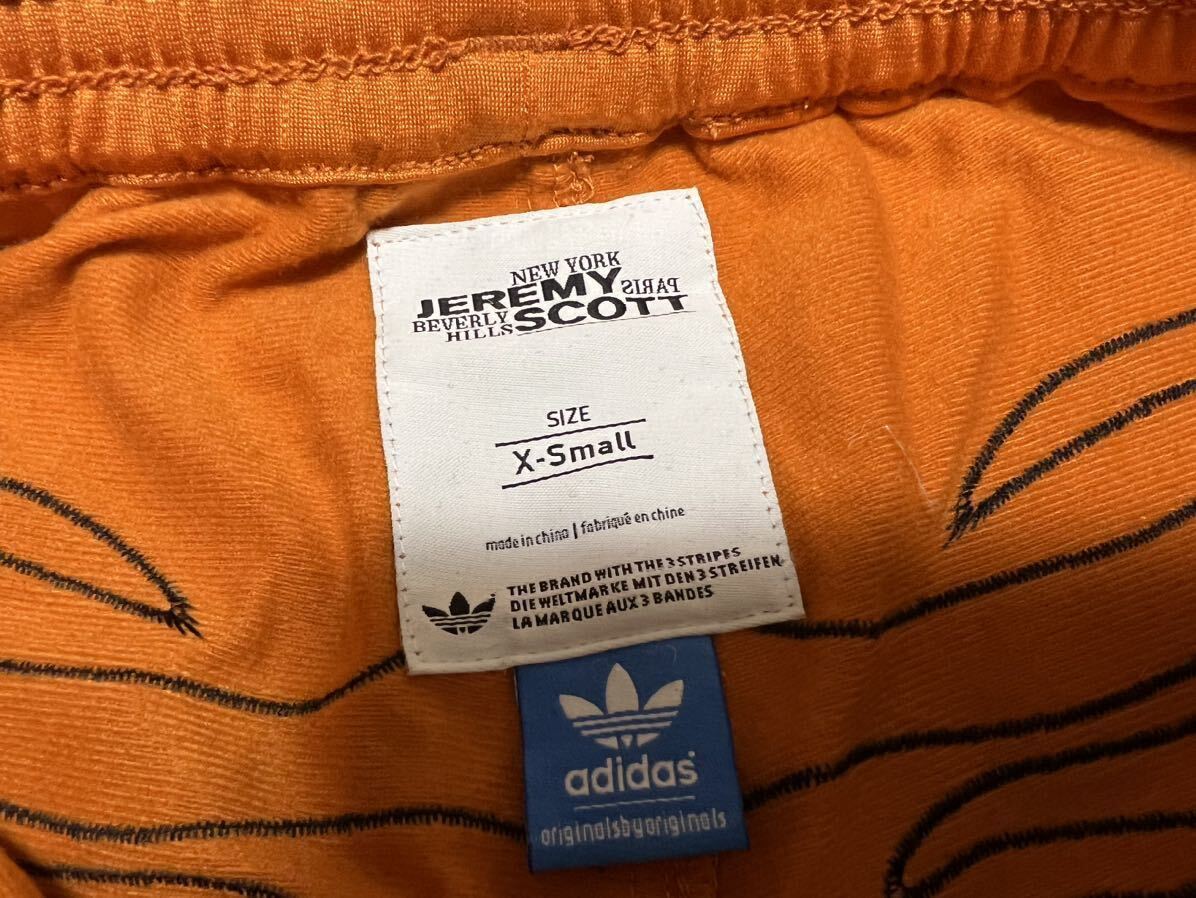 NEW YORK
JEREMY PARIS
BEVERLY SCOTT
HILLS
SIZE
X-Small
made in china | fabriqué en chine
THE BRAND WITH THE 3 STRIPES
DIE WELTMARKE MIT DEN 3 STREIFEN
LA MARQUE AUX 3 BANDES
adidas
originalsbyoriginals